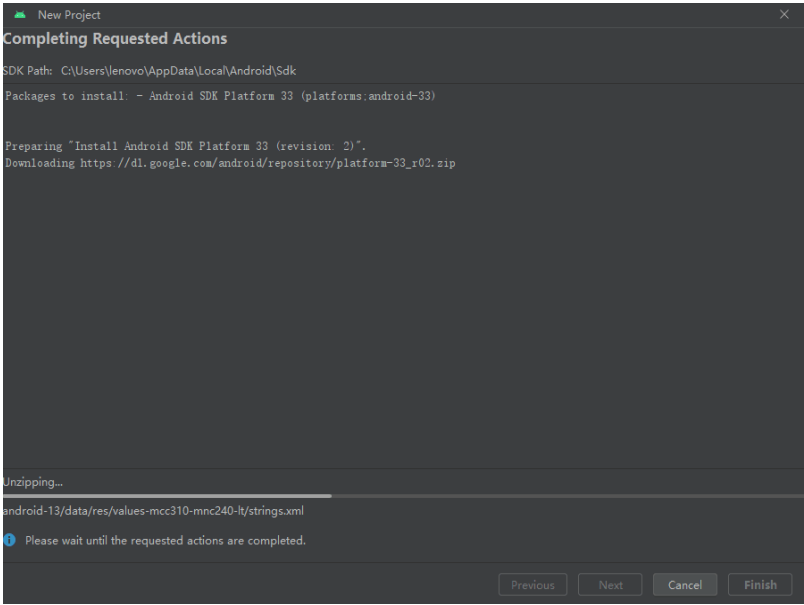 New Project
Completing Requested Actions
SDK Path: C:\Users\lenovo\AppData\Local\Android\Sdk
Packages to install: - Android SDK Platform 33 (platforms;android-33)
Preparing "Install Android SDK Platform 33 (revision: 2)".
Downloading https://dl.google.com/android/repository/platform-33_r02.zip
Unzipping...
android-13/data/res/values-mcc310-mnc240-lt/strings.xml
Please wait until the requested actions are completed.
Previous Next Cancel Finish